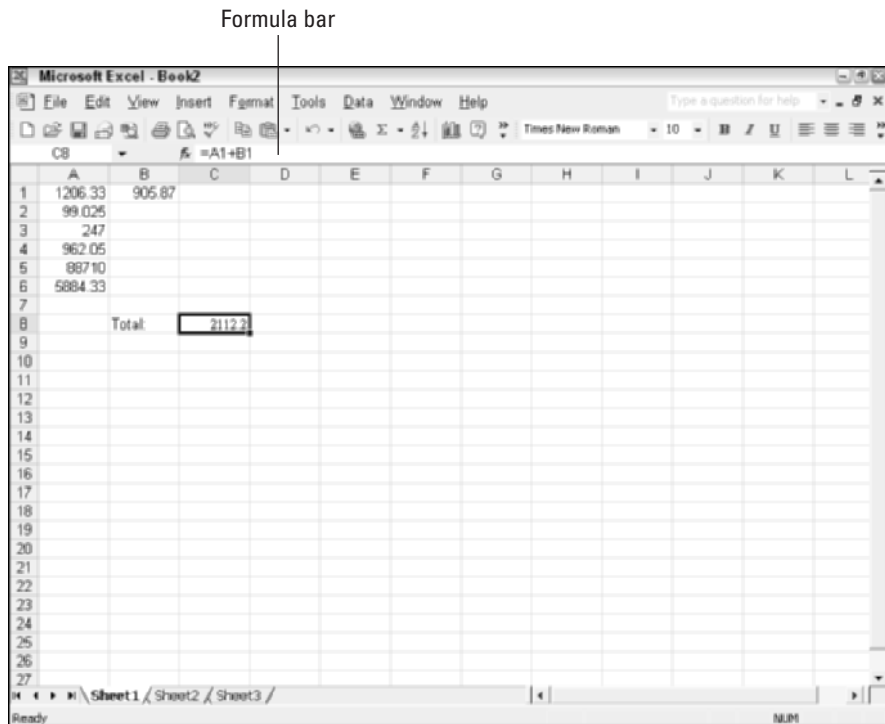 Formula bar
Microsoft Excel - Book2
File Edit View Insert Format Tools Data Window Help Type a question for help
Times New Roman 10 B I U
C8 fx =A1+B1
A B C D E F G H I J K L
1 1206.33 905.87
2 99.025
3 247
4 962.05
5 88710
6 5884.33
7
8 Total: 2112.2
9
10
11
12
13
14
15
16
17
18
19
20
21
22
23
24
25
26
27
Sheet1 Sheet2 Sheet3
Ready NUM